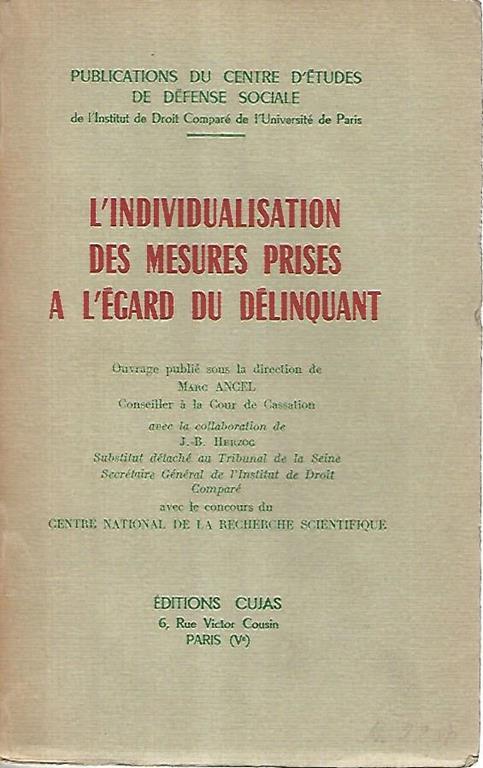 PUBLICATIONS DU CENTRE D'ÉTUDES
DE DÉFENSE SOCIALE
de l'Institut de Droit Comparé de l'Université de Paris
L'INDIVIDUALISATION
DES MESURES PRISES
A L'ÉGARD DU DÉLINQUANT
Ouvrage publié sous la direction de
MARC ANCEL
Conseiller à la Cour de Cassation
avec la collaboration de
J.-B. HERZOG
Substitut détaché au Tribunal de la Seine
Secrétaire Général de l'Institut de Droit
Comparé
avec le concours du
CENTRE NATIONAL DE LA RECHERCHE SCIENTIFIQUE
ÉDITIONS CUJAS
6, Rue Victor Cousin
PARIS (Vᵉ)